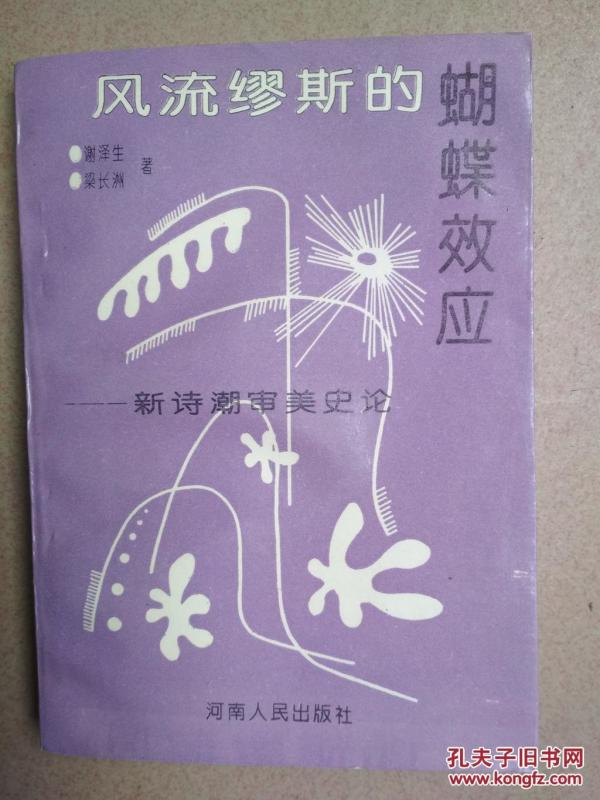 风流缪斯的
蝴蝶效应
●谢泽生
●梁长洲
著
———新诗潮审美史论
河南人民出版社
孔夫子旧书网
www.kongfz.com